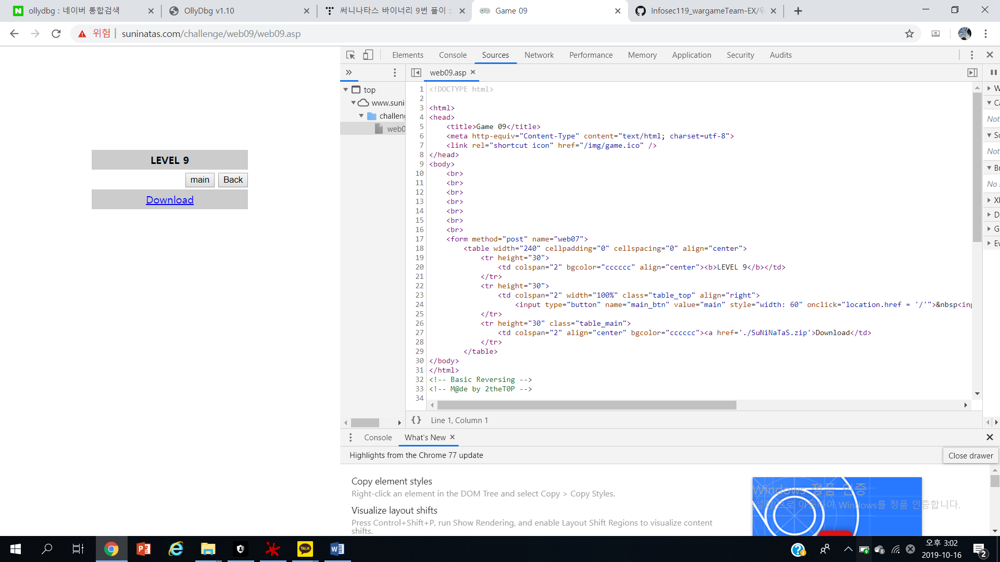 ollydbg : 네이버 통합검색
OllyDbg v1.10
써니나타스 바이너리 9번 풀이 ::
Game 09
Infosec119_wargameTeam-EX/
위험
suninatas.com/challenge/web09/web09.asp
Elements Console Sources Network Performance Memory Application Security Audits
web09.asp
top
www.suni
challeng
web0
LEVEL 9
main Back
Download
1 <!DOCTYPE html>
2
3 <html>
4 <head>
5 <title>Game 09</title>
6 <meta http-equiv="Content-Type" content="text/html; charset=utf-8">
7 <link rel="shortcut icon" href="/img/game.ico" />
8 </head>
9 <body>
10 <br>
11 <br>
12 <br>
13 <br>
14 <br>
15 <br>
16 <br>
17 <form method="post" name="web07">
18 <table width="240" cellpadding="0" cellspacing="0" align="center">
19 <tr height="30">
20 <td colspan="2" bgcolor="cccccc" align="center"><b>LEVEL 9</b></td>
21 </tr>
22 <tr height="30">
23 <td colspan="2" width="100%" class="table_top" align="right">
24 <input type="button" name="main_btn" value="main" style="width: 60" onclick="location.href = '/'">&nbsp<inp
25 </tr>
26 <tr height="30" class="table_main">
27 <td colspan="2" align="center" bgcolor="cccccc"><a href='./SuNiNaTaS.zip'>Download</td>
28 </tr>
29 </table>
30 </body>
31 </html>
32 <!-- Basic Reversing -->
33 <!-- M@de by 2theT0P -->
34
W
Ca
Not
Sc
Not
Br
No
XI
D
G
Ev
{} Line 1, Column 1
Console What's New
Highlights from the Chrome 77 update
Close drawer
Copy element styles
Right-click an element in the DOM Tree and select Copy > Copy Styles.
Visualize layout shifts
Press Control+Shift+P, run Show Rendering, and enable Layout Shift Regions to visualize content
shifts.
Windows 정품 인증
[설정]으로 이동하여 Windows를 정품 인증합니다.
TALK
오후 3:02
2019-10-16
2